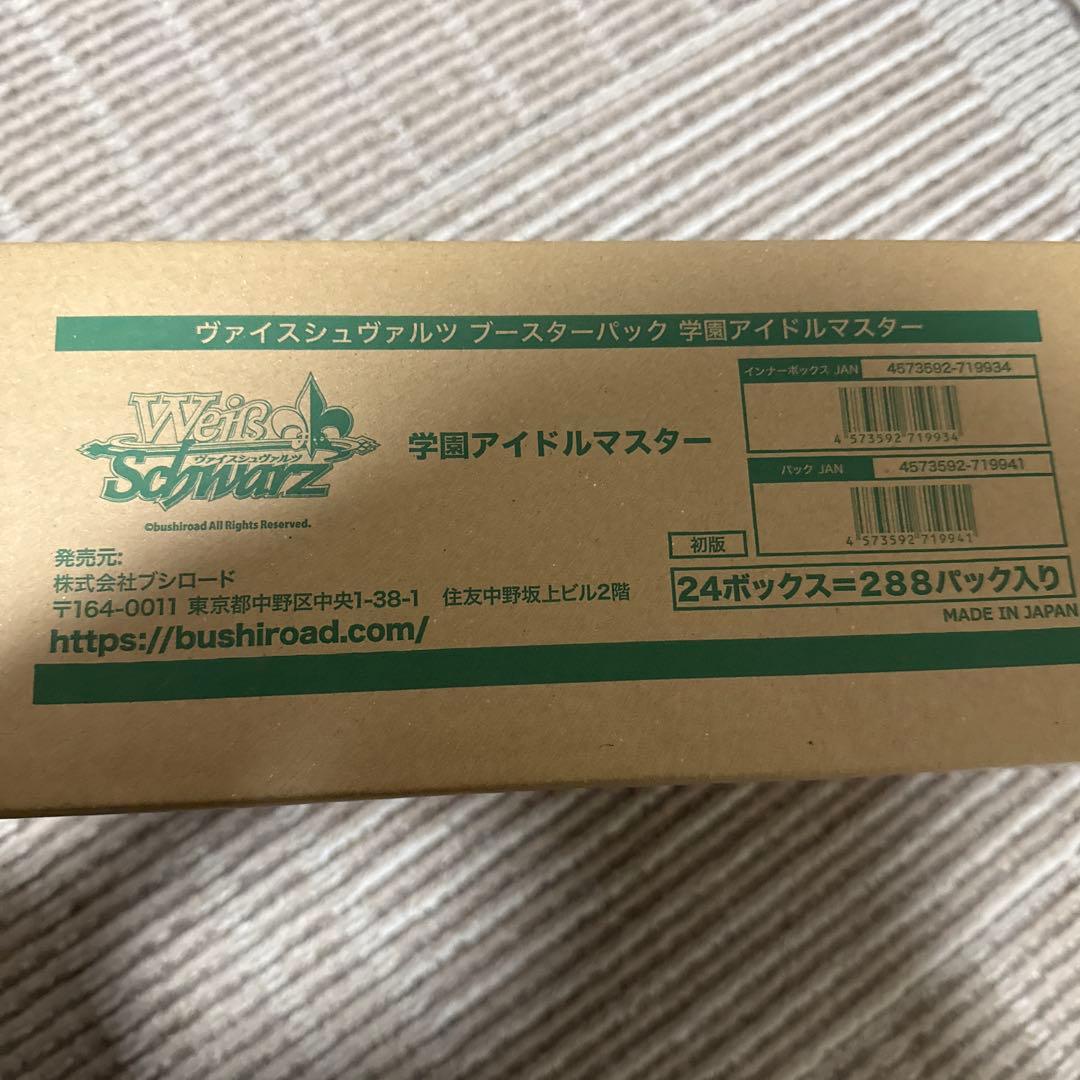 ヴァイスシュヴァルツ ブースターパック 学園アイドルマスター
Weiß
ヴァイスシュヴァルツ
Schwarz
©bushiroad All Rights Reserved.
学園アイドルマスター
インナーボックス JAN 4573592-719934
4 573592 719934
パック JAN 4573592-719941
4 573592 719941
初版
24ボックス=288パック入り
MADE IN JAPAN
発売元:
株式会社ブシロード
〒164-0011 東京都中野区中央1-38-1 住友中野坂上ビル2階
https://bushiroad.com/